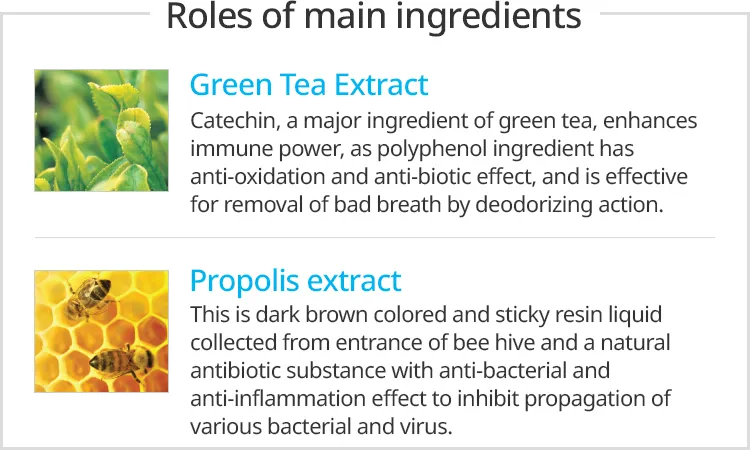 Roles of main ingredients
Green Tea Extract
Catechin, a major ingredient of green tea, enhances
immune power, as polyphenol ingredient has
anti-oxidation and anti-biotic effect, and is effective
for removal of bad breath by deodorizing action.
Propolis extract
This is dark brown colored and sticky resin liquid
collected from entrance of bee hive and a natural
antibiotic substance with anti-bacterial and
anti-inflammation effect to inhibit propagation of
various bacterial and virus.